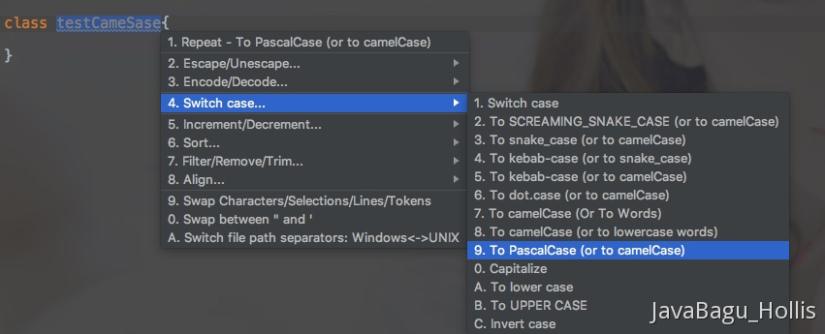 class testCameSase{
}
1. Repeat - To PascalCase (or to camelCase)
2. Escape/Unescape...
3. Encode/Decode...
4. Switch case...
5. Increment/Decrement...
6. Sort...
7. Filter/Remove/Trim...
8. Align...
9. Swap Characters/Selections/Lines/Tokens
0. Swap between " and '
A. Switch file path separators: Windows<->UNIX
1. Switch case
2. To SCREAMING_SNAKE_CASE (or to camelCase)
3. To snake_case (or to camelCase)
4. To kebab-case (or to snake_case)
5. To kebab-case (or to camelCase)
6. To dot.case (or to camelCase)
7. To camelCase (Or To Words)
8. To camelCase (or to lowercase words)
9. To PascalCase (or to camelCase)
0. Capitalize
A. To lower case
B. To UPPER CASE
C. Invert case
JavaBagu_Hollis